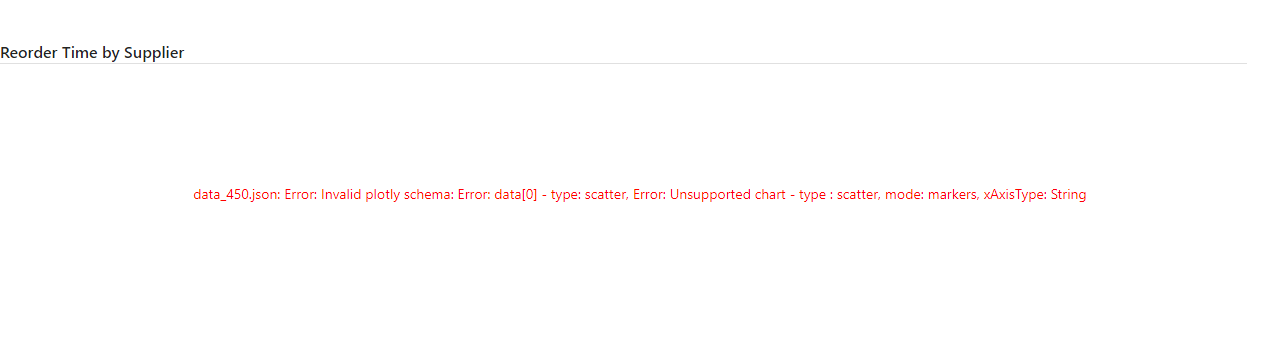 Reorder Time by Supplier
data_450.json: Error: Invalid plotly schema: Error: data[0] - type: scatter, Error: Unsupported chart - type : scatter, mode: markers, xAxisType: String